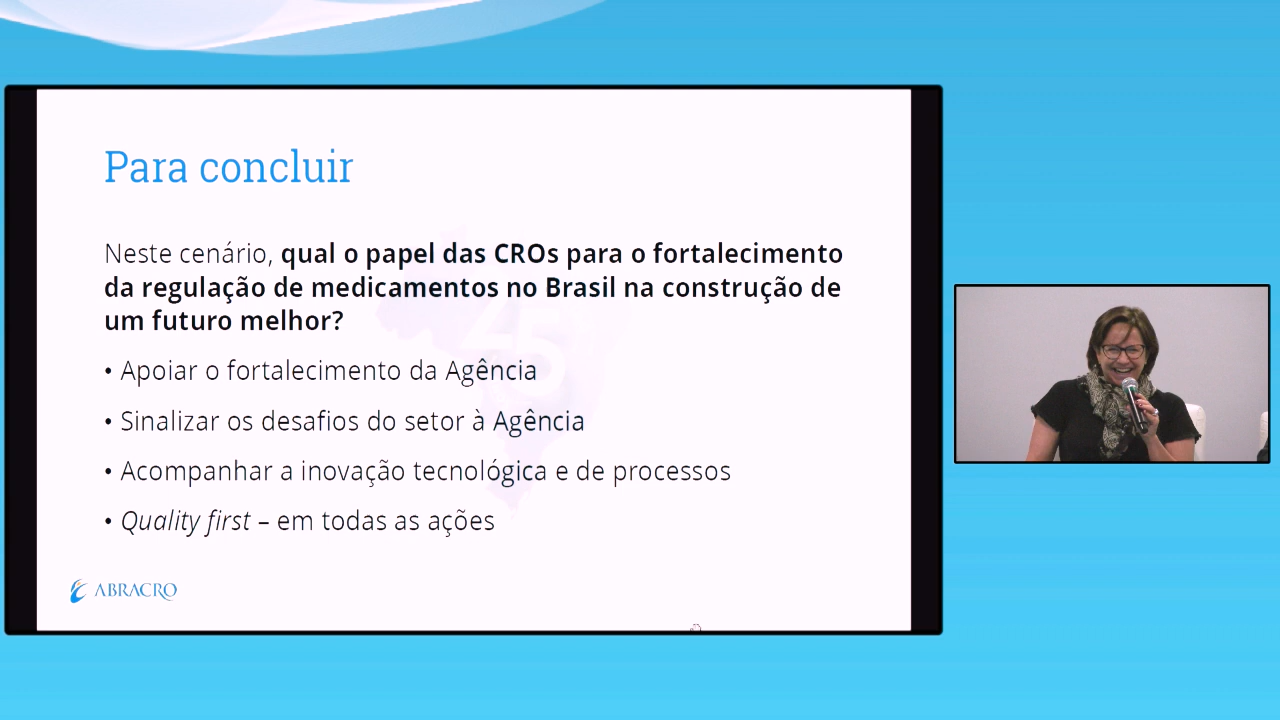 Para concluir
Neste cenário, qual o papel das CROs para o fortalecimento
da regulação de medicamentos no Brasil na construção de
um futuro melhor?
• Apoiar o fortalecimento da Agência
• Sinalizar os desafios do setor à Agência
• Acompanhar a inovação tecnológica e de processos
• Quality first – em todas as ações
ABRACRO